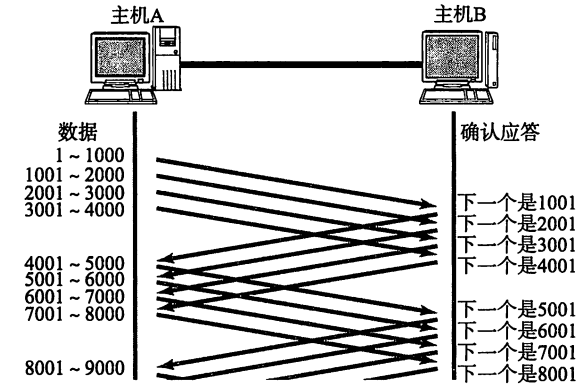 主机A
主机B
数据
确认应答
1～1000
1001～2000
2001～3000
3001～4000
下一个是1001
下一个是2001
下一个是3001
下一个是4001
4001～5000
5001～6000
6001～7000
7001～8000
下一个是5001
下一个是6001
下一个是7001
下一个是8001
8001～9000